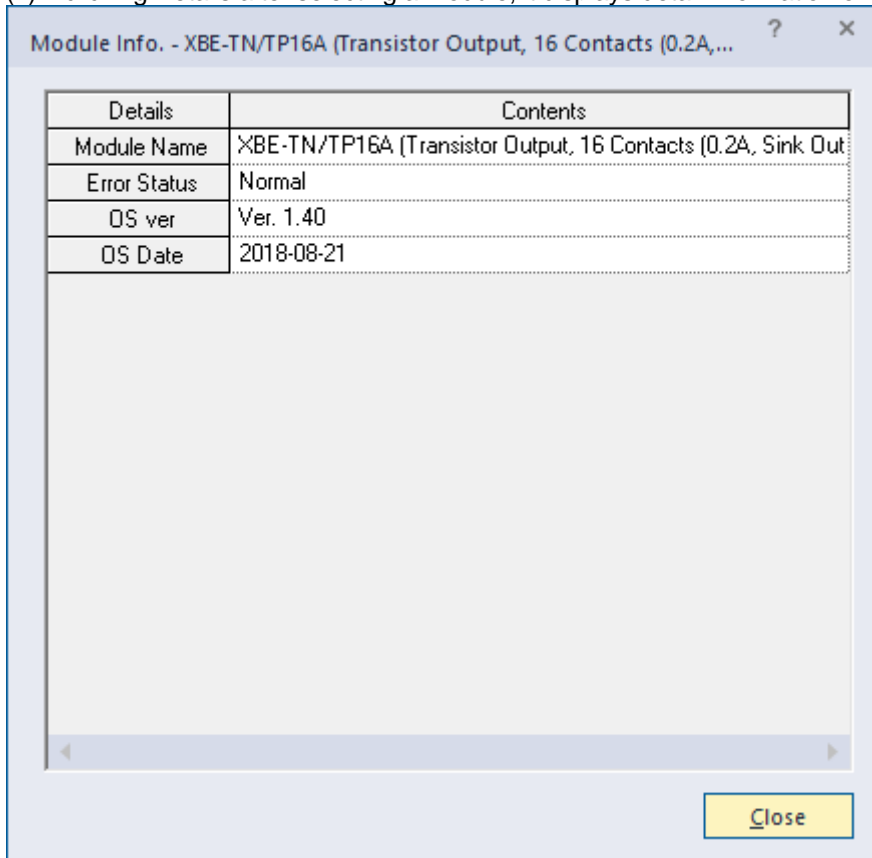 Module Info. - XBE-TN/TP16A (Transistor Output, 16 Contacts (0.2A,... ? ×
Details Contents
Module Name XBE-TN/TP16A (Transistor Output, 16 Contacts (0.2A, Sink Out
Error Status Normal
OS ver Ver. 1.40
OS Date 2018-08-21
Close